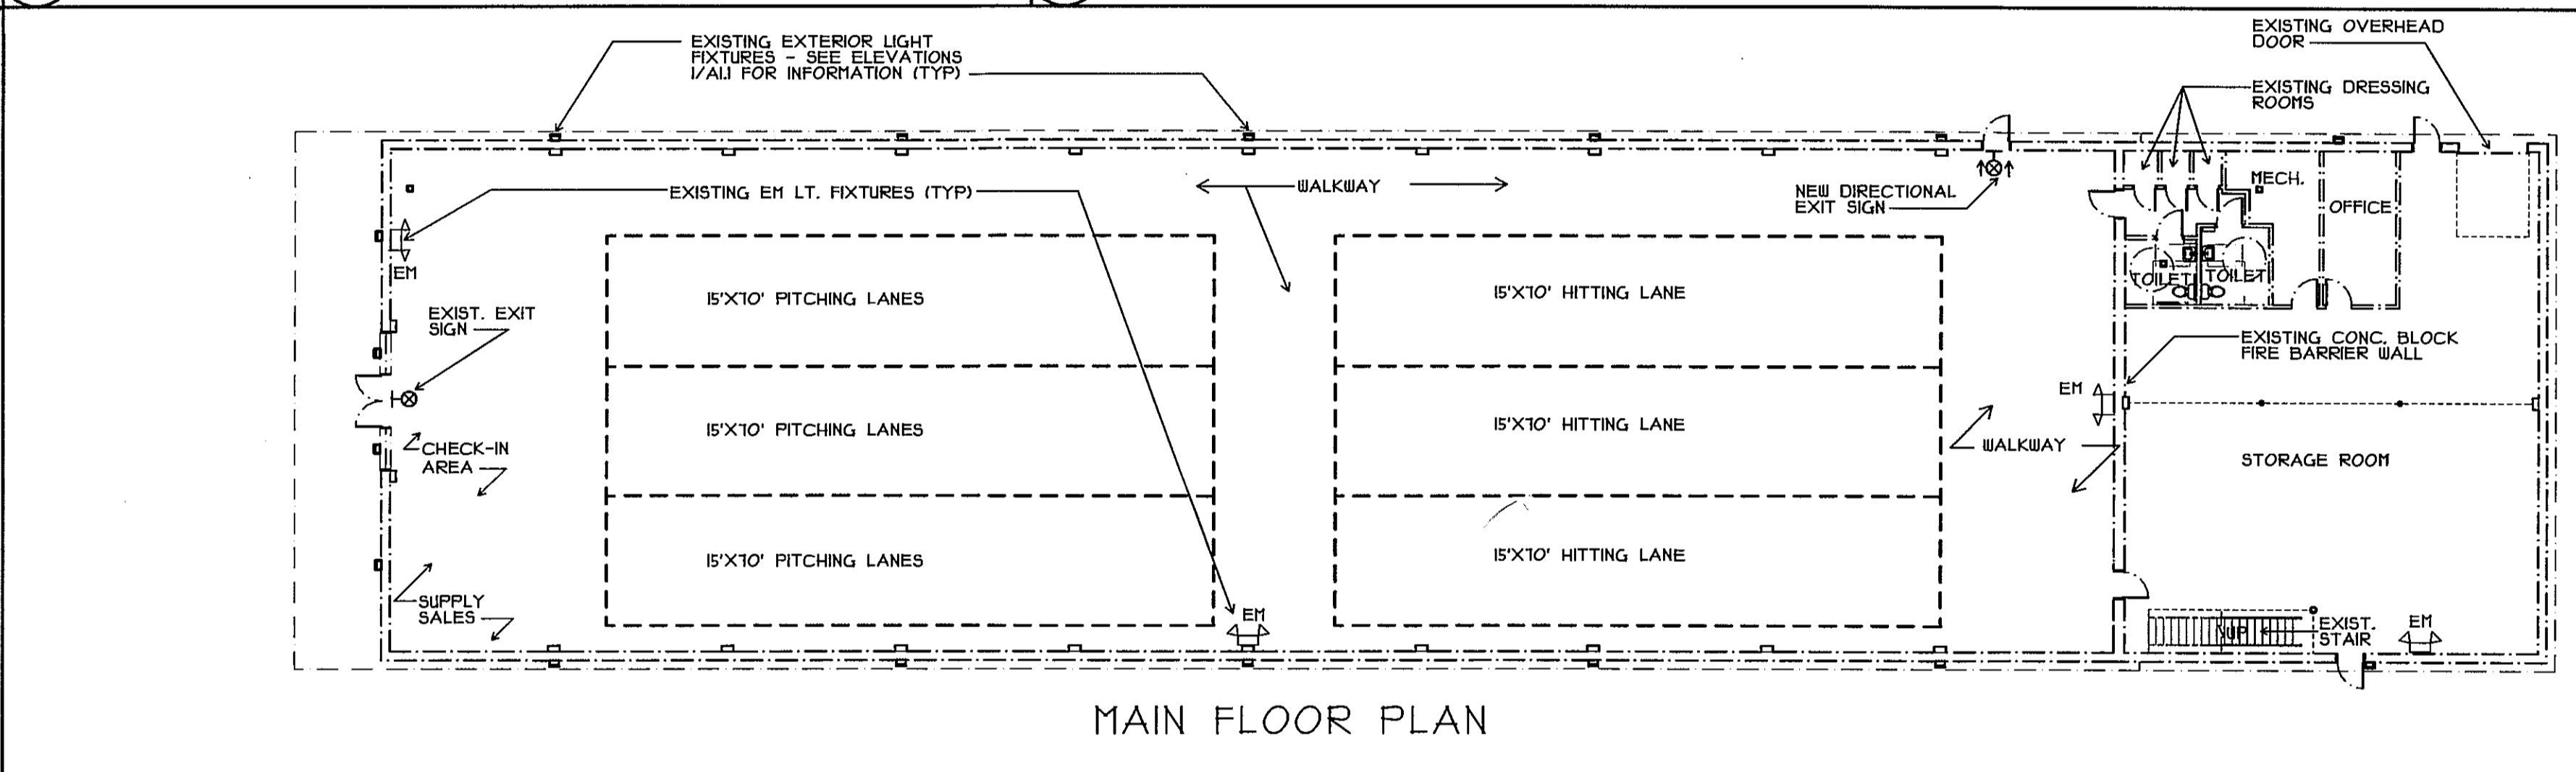 EXISTING EXTERIOR LIGHT
FIXTURES - SEE ELEVATIONS
1/A1.1 FOR INFORMATION (TYP)
EXISTING OVERHEAD
DOOR
EXISTING DRESSING
ROOMS
EXISTING EM LT. FIXTURES (TYP)
WALKWAY
NEW DIRECTIONAL
EXIT SIGN
MECH.
OFFICE
EM
TOILET
TOILET
EXIST. EXIT
SIGN
15'X70' PITCHING LANES
15'X70' HITTING LANE
EXISTING CONC. BLOCK
FIRE BARRIER WALL
EM
CHECK-IN
AREA
15'X70' PITCHING LANES
15'X70' HITTING LANE
WALKWAY
STORAGE ROOM
15'X70' PITCHING LANES
15'X70' HITTING LANE
SUPPLY
SALES
EM
UP
EXIST.
STAIR
EM
MAIN FLOOR PLAN